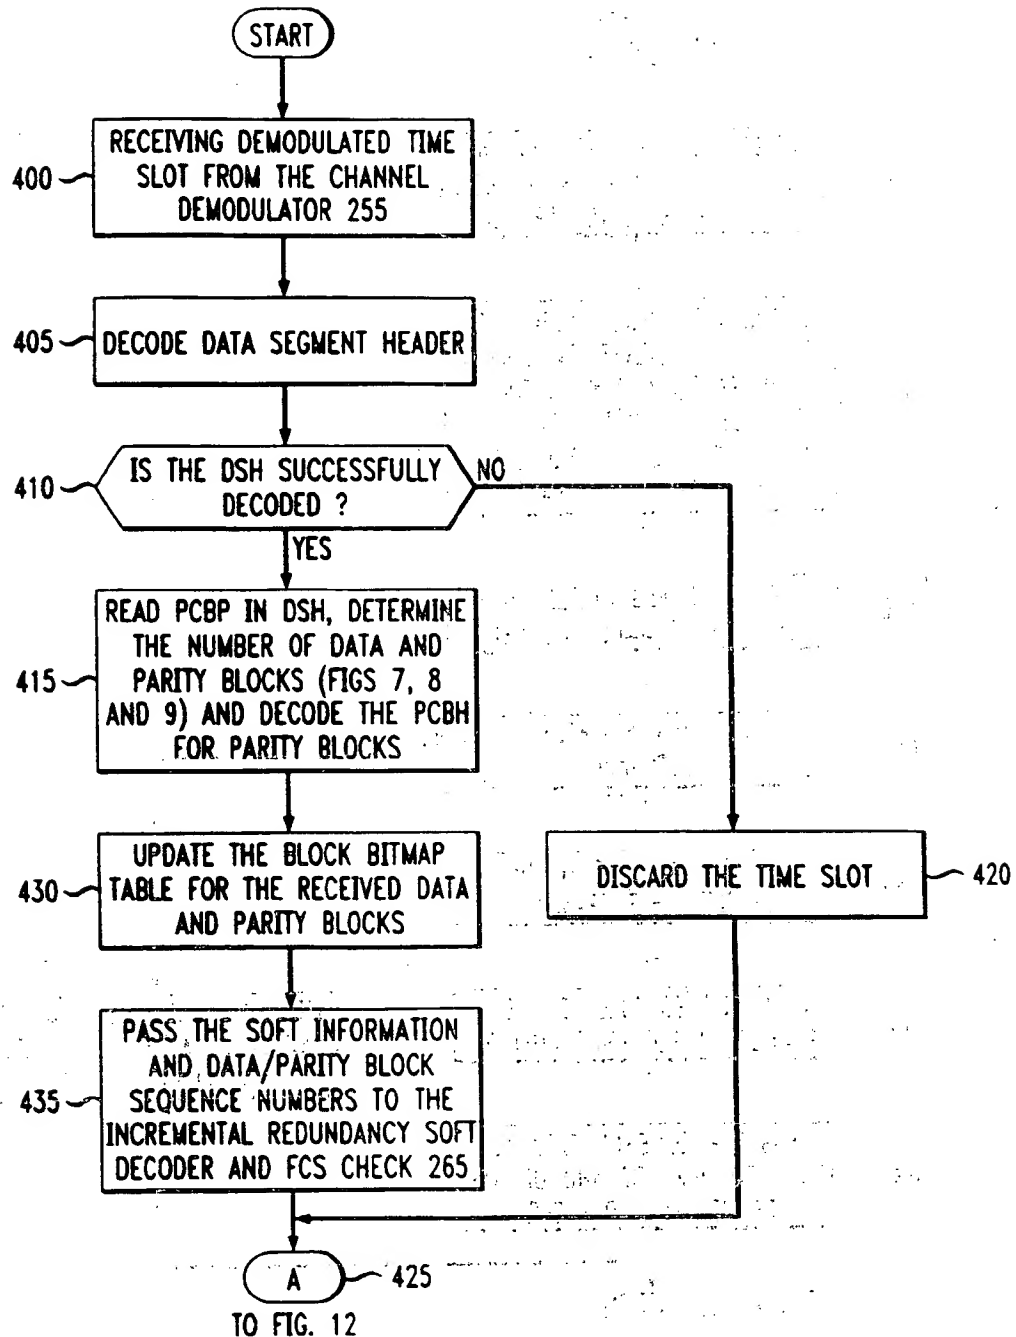 START
400
RECEIVING DEMODULATED TIME
SLOT FROM THE CHANNEL
DEMODULATOR 255
405
DECODE DATA SEGMENT HEADER
410
IS THE DSH SUCCESSFULLY
DECODED ?
NO
YES
415
READ PCBP IN DSH, DETERMINE
THE NUMBER OF DATA AND
PARITY BLOCKS (FIGS 7, 8
AND 9) AND DECODE THE PCBH
FOR PARITY BLOCKS
430
UPDATE THE BLOCK BITMAP
TABLE FOR THE RECEIVED DATA
AND PARITY BLOCKS
DISCARD THE TIME SLOT
420
435
PASS THE SOFT INFORMATION
AND DATA/PARITY BLOCK
SEQUENCE NUMBERS TO THE
INCREMENTAL REDUNDANCY SOFT
DECODER AND FCS CHECK 265
A
425
TO FIG. 12